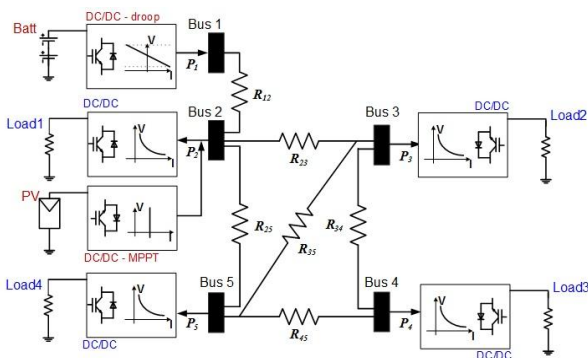 Batt
DC/DC - droop
V
I
P1
Bus 1
R12
DC/DC
Load1
V
I
P2
Bus 2
R23
Bus 3
P3
DC/DC
V
I
Load2
PV
V
I
DC/DC - MPPT
R25
R35
R34
Load4
V
I
DC/DC
P5
Bus 5
R45
Bus 4
P4
V
I
DC/DC
Load3